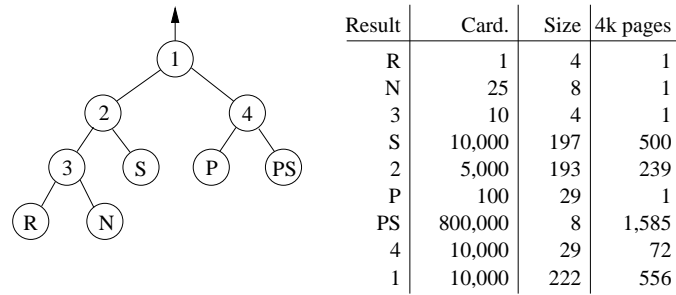 1
2
4
3
S
P
PS
R
N
Result Card. Size 4k pages
R 1 4 1
N 25 8 1
3 10 4 1
S 10,000 197 500
2 5,000 193 239
P 100 29 1
PS 800,000 8 1,585
4 10,000 29 72
1 10,000 222 556